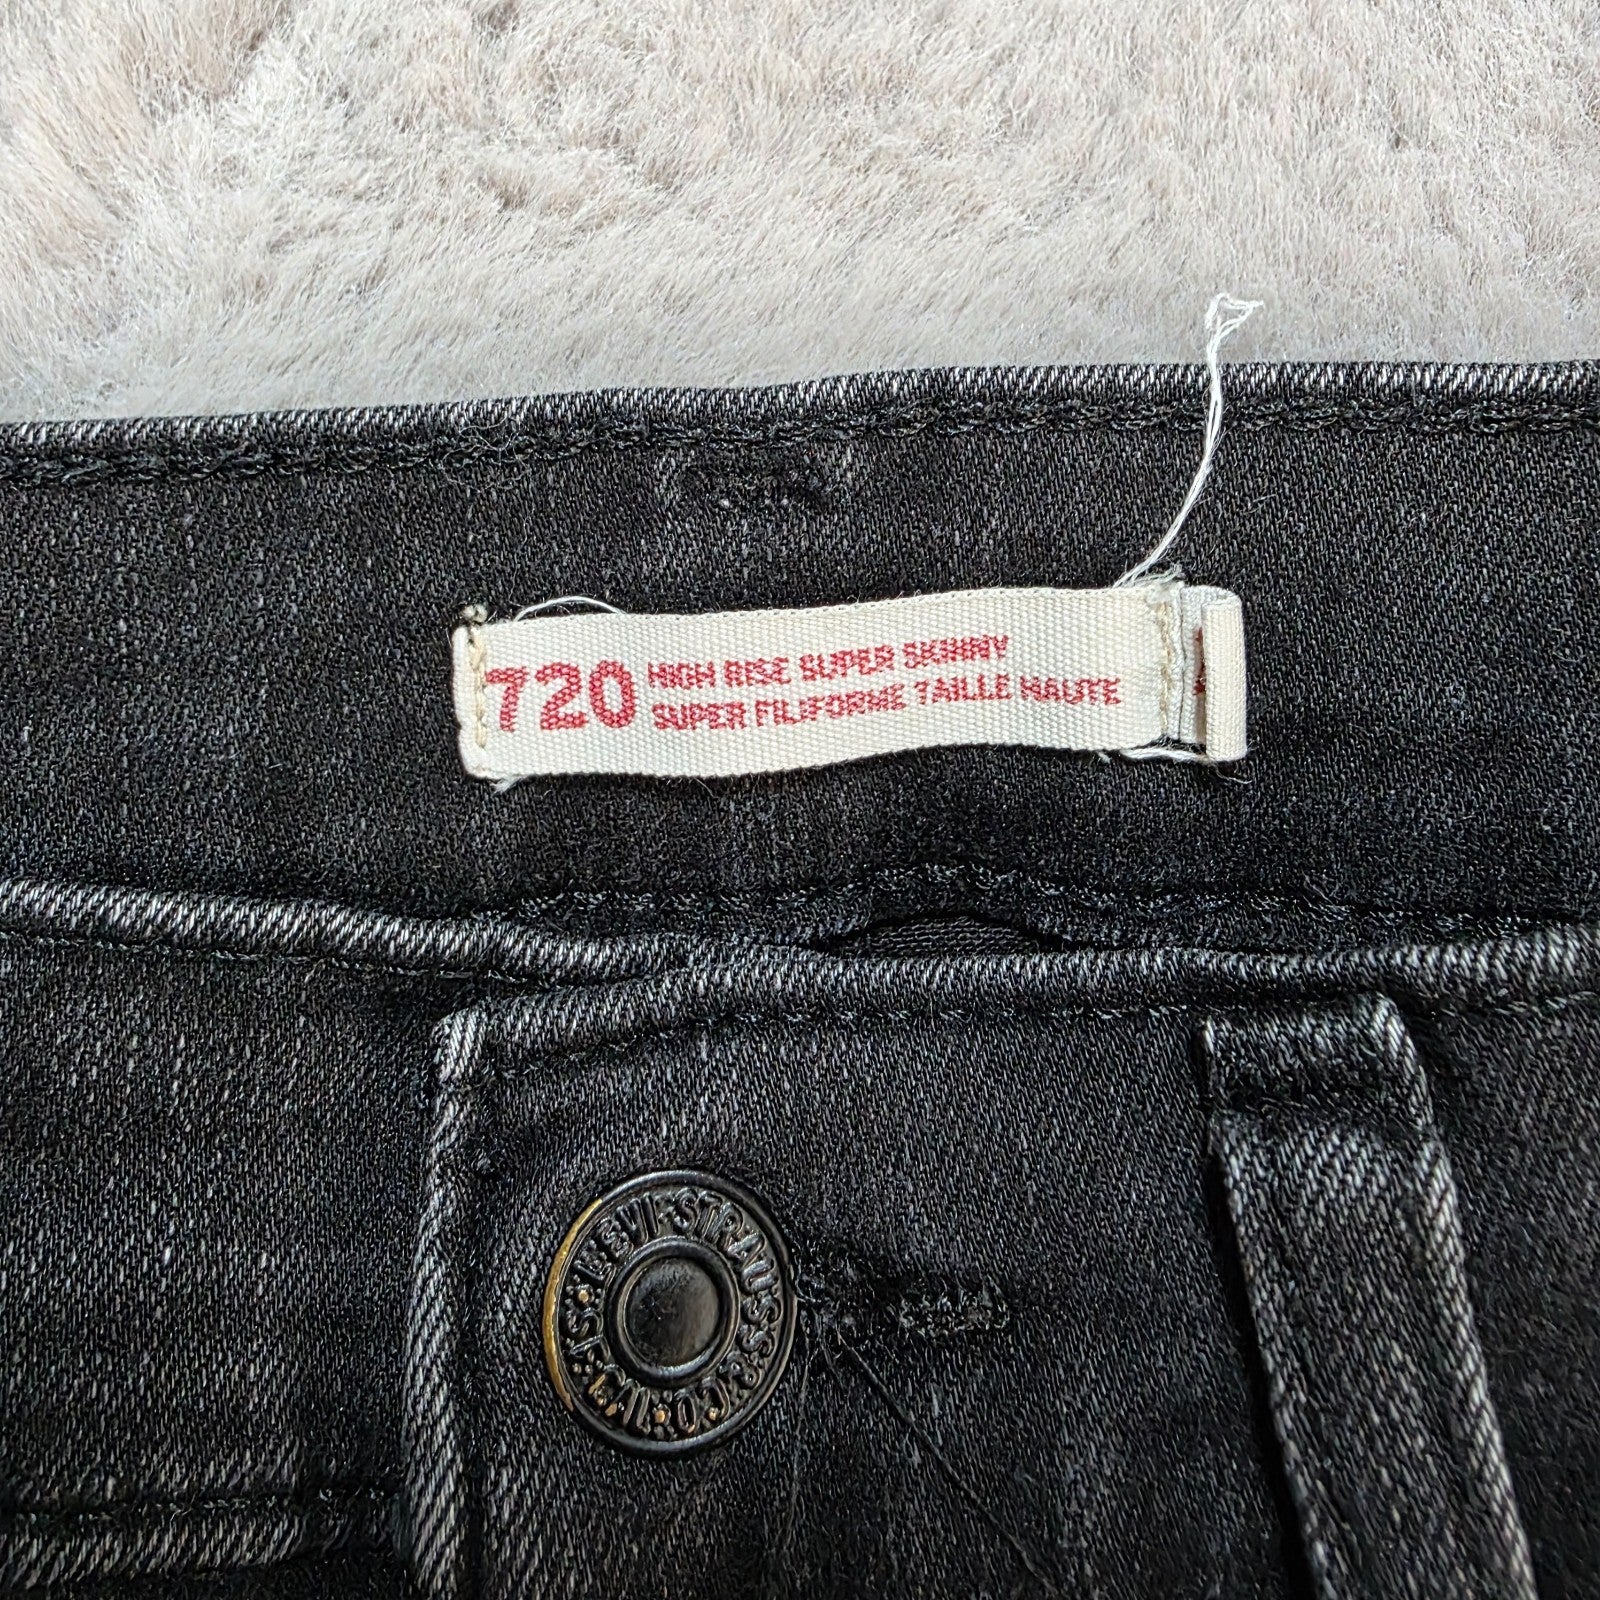 720 HIGH RISE SUPER SKINNY
SUPER FILIFORME TAILLE HAUTE
LEVI STRAUSS & CO.